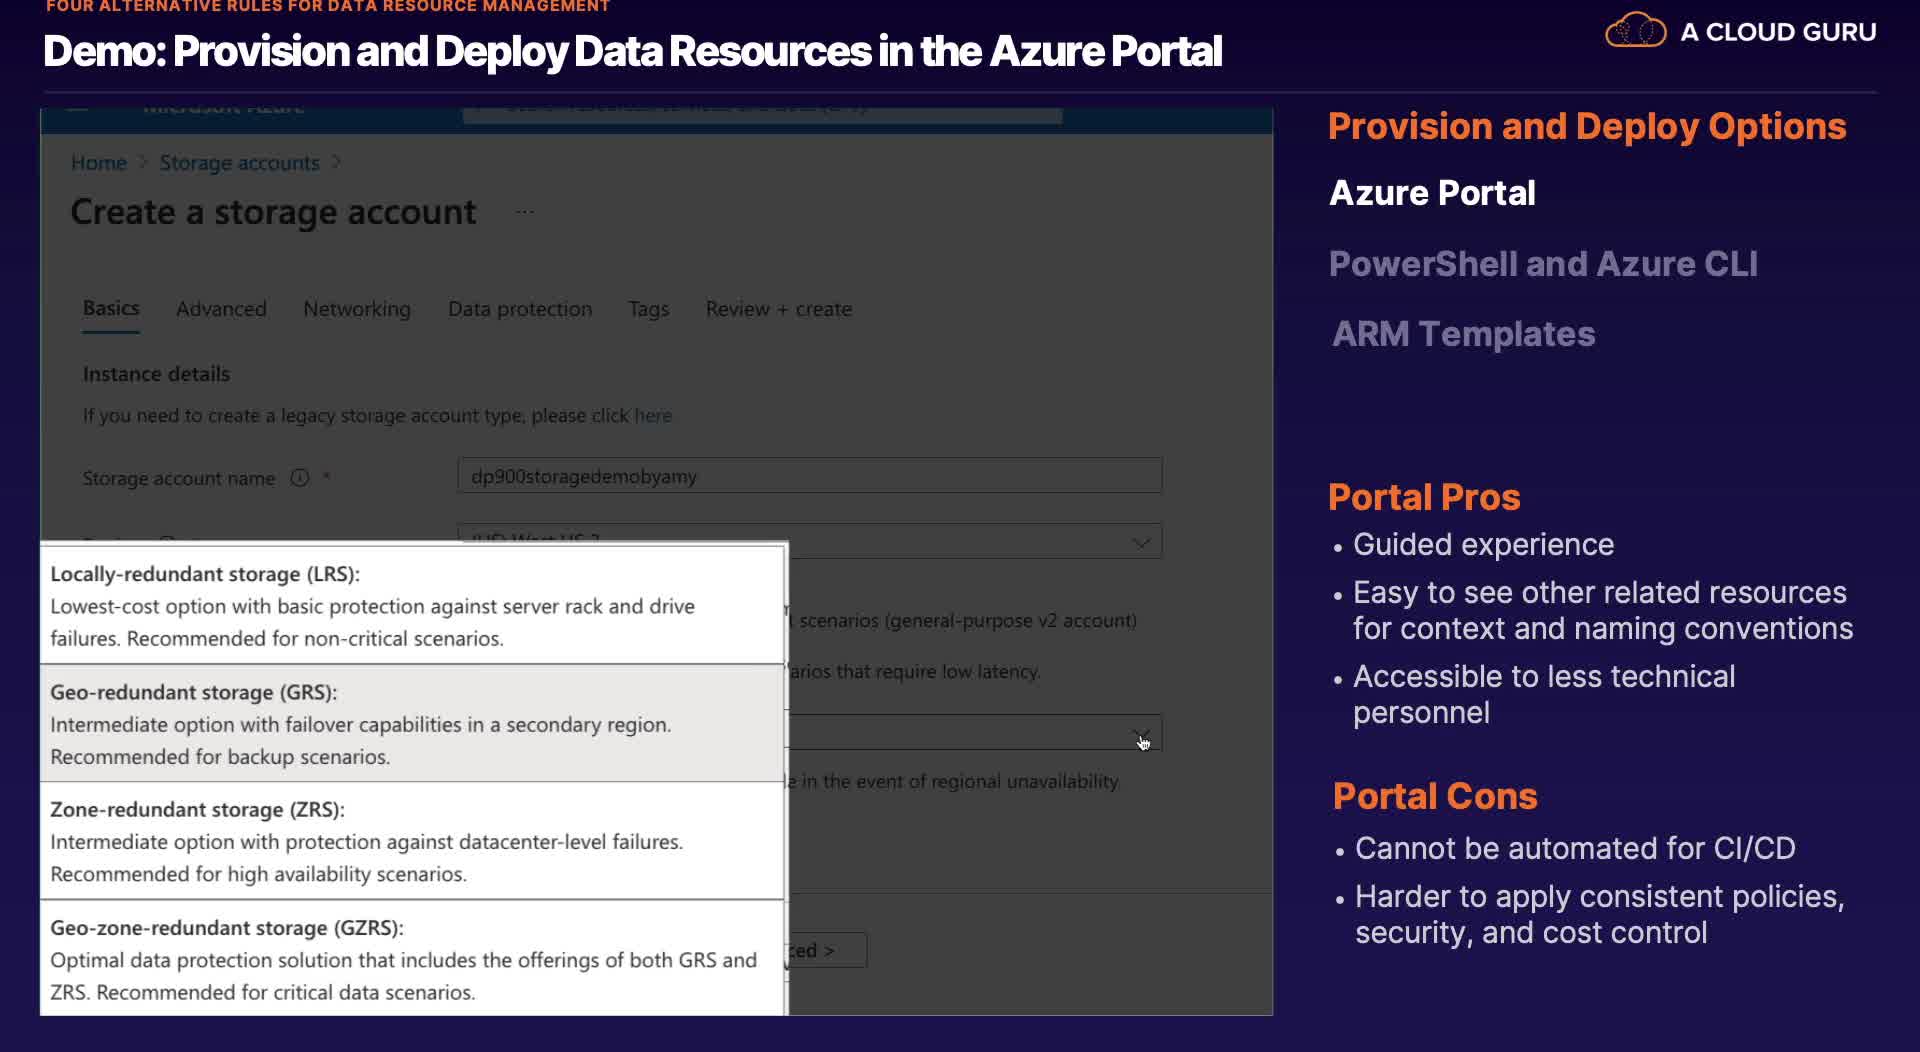 FOUR ALTERNATIVE RULES FOR DATA RESOURCE MANAGEMENT
Demo: Provision and Deploy Data Resources in the Azure Portal
A CLOUD GURU
Microsoft Azure
Home > Storage accounts >
Create a storage account ...
Basics Advanced Networking Data protection Tags Review + create
Instance details
If you need to create a legacy storage account type, please click here
Storage account name * dp900storagedemobyamy
(US) West US 2
Locally-redundant storage (LRS):
Lowest-cost option with basic protection against server rack and drive
failures. Recommended for non-critical scenarios.
Geo-redundant storage (GRS):
Intermediate option with failover capabilities in a secondary region.
Recommended for backup scenarios.
Zone-redundant storage (ZRS):
Intermediate option with protection against datacenter-level failures.
Recommended for high availability scenarios.
Geo-zone-redundant storage (GZRS):
Optimal data protection solution that includes the offerings of both GRS and
ZRS. Recommended for critical data scenarios.
scenarios (general-purpose v2 account)
that require low latency.
in the event of regional unavailability.
Provision and Deploy Options
Azure Portal
PowerShell and Azure CLI
ARM Templates
Portal Pros
• Guided experience
• Easy to see other related resources
for context and naming conventions
• Accessible to less technical
personnel
Portal Cons
• Cannot be automated for CI/CD
• Harder to apply consistent policies,
security, and cost control